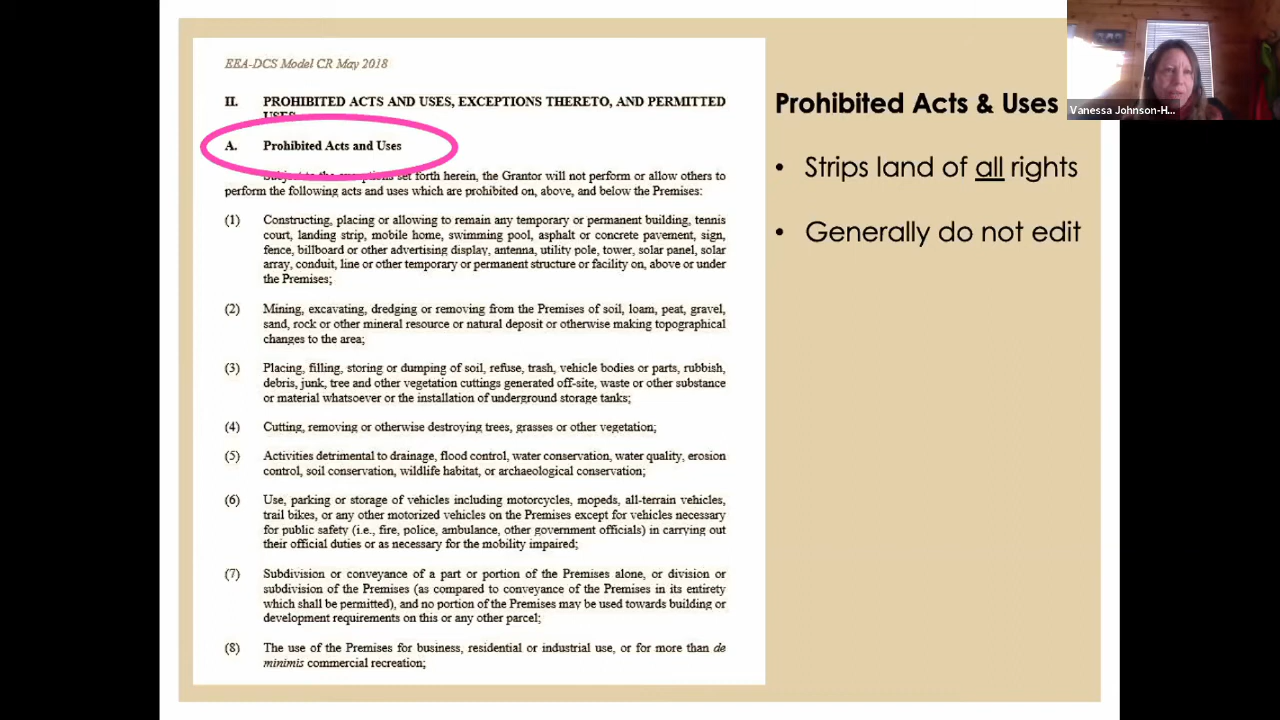 EEA-DCS Model CR May 2018
II. PROHIBITED ACTS AND USES, EXCEPTIONS THERETO, AND PERMITTED
USES
A. Prohibited Acts and Uses
Subject to the exceptions set forth herein, the Grantor will not perform or allow others to
perform the following acts and uses which are prohibited on, above, and below the Premises:
(1) Constructing, placing or allowing to remain any temporary or permanent building, tennis
court, landing strip, mobile home, swimming pool, asphalt or concrete pavement, sign,
fence, billboard or other advertising display, antenna, utility pole, tower, solar panel, solar
array, conduit, line or other temporary or permanent structure or facility on, above or under
the Premises;
(2) Mining, excavating, dredging or removing from the Premises of soil, loam, peat, gravel,
sand, rock or other mineral resource or natural deposit or otherwise making topographical
changes to the area;
(3) Placing, filling, storing or dumping of soil, refuse, trash, vehicle bodies or parts, rubbish,
debris, junk, tree and other vegetation cuttings generated off-site, waste or other substance
or material whatsoever or the installation of underground storage tanks;
(4) Cutting, removing or otherwise destroying trees, grasses or other vegetation;
(5) Activities detrimental to drainage, flood control, water conservation, water quality, erosion
control, soil conservation, wildlife habitat, or archaeological conservation;
(6) Use, parking or storage of vehicles including motorcycles, mopeds, all-terrain vehicles,
trail bikes, or any other motorized vehicles on the Premises except for vehicles necessary
for public safety (i.e., fire, police, ambulance, other government officials) in carrying out
their official duties or as necessary for the mobility impaired;
(7) Subdivision or conveyance of a part or portion of the Premises alone, or division or
subdivision of the Premises (as compared to conveyance of the Premises in its entirety
which shall be permitted), and no portion of the Premises may be used towards building or
development requirements on this or any other parcel;
(8) The use of the Premises for business, residential or industrial use, or for more than de
minimis commercial recreation;
Prohibited Acts & Uses
• Strips land of all rights
• Generally do not edit
Vanessa Johnson-H...